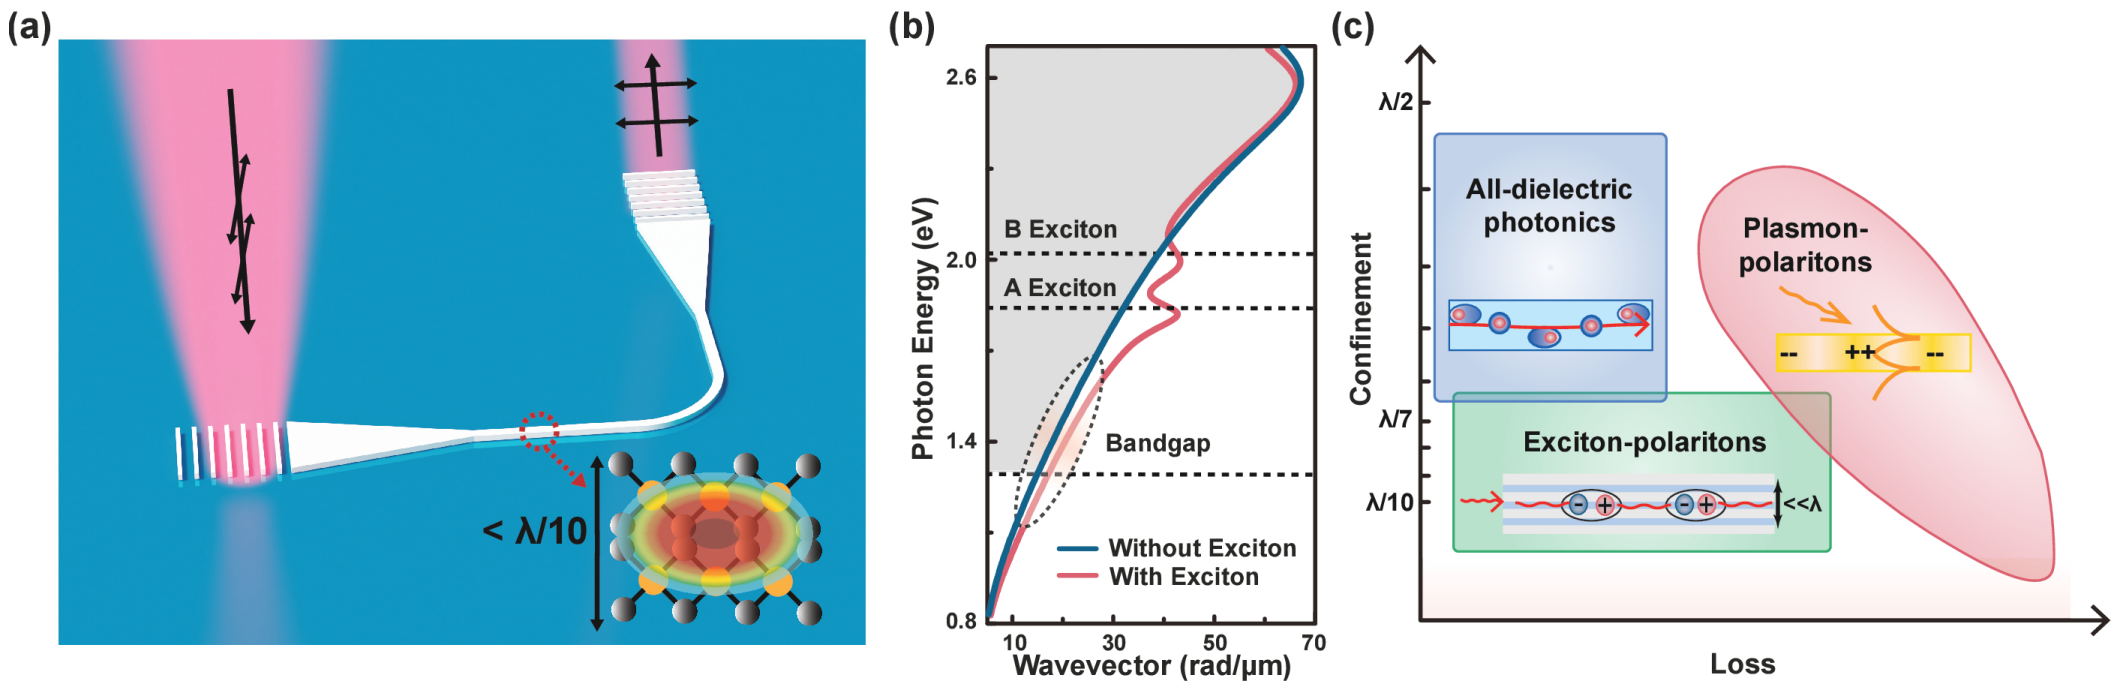 (a)
< λ/10
(b)
Photon Energy (eV)
2.6
2.0
1.4
0.8
B Exciton
A Exciton
Bandgap
Without Exciton
With Exciton
10 30 50 70
Wavevector (rad/µm)
(c)
Confinement
λ/2
λ/7
λ/10
All-dielectric
photonics
Plasmon-
polaritons
-- ++ --
Exciton-polaritons
- + - +
<<λ
Loss